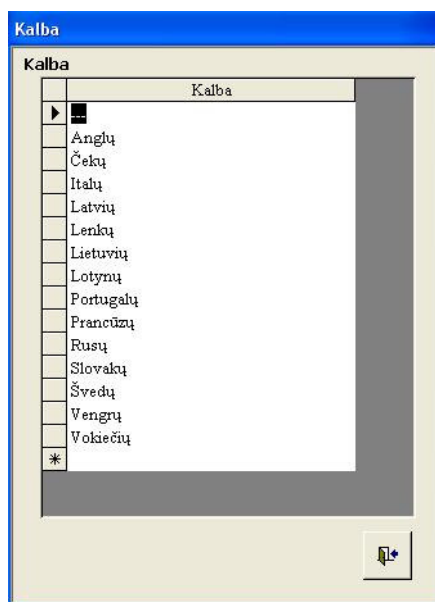 Kalba
Kalba
Kalba
---
Anglų
Čekų
Italų
Latvių
Lenkų
Lietuvių
Lotynų
Portugalų
Prancūzų
Rusų
Slovakų
Švedų
Vengrų
Vokiečių